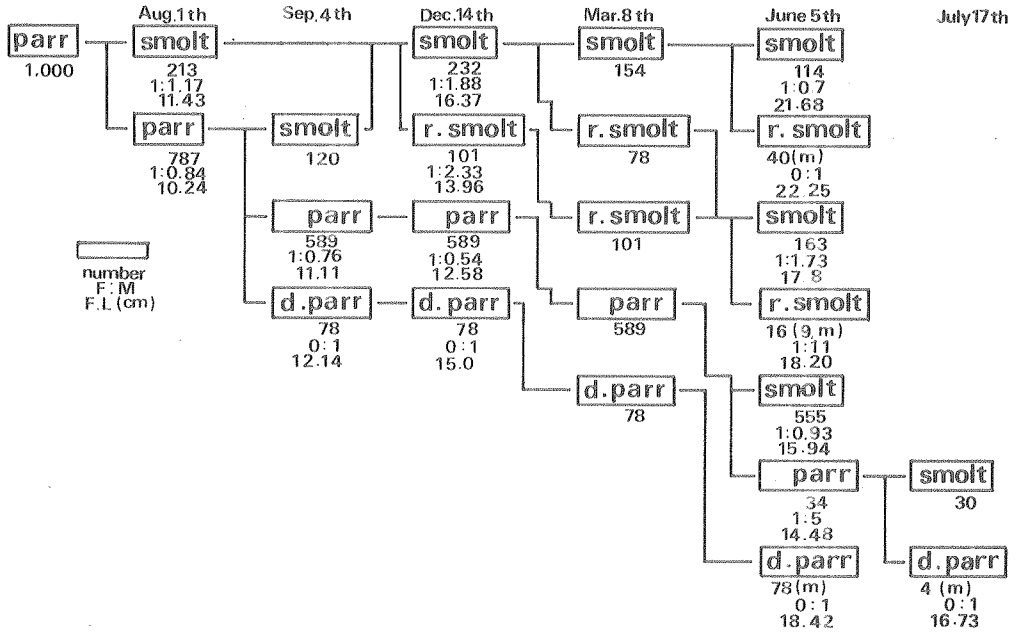 Aug.1th Sep.4th Dec.14th Mar.8th June 5th July 17th
parr smolt smolt smolt smolt
1.000 213 232 154 114
1:1.17 1:1.88 1:0.7
11.43 16.37 21.68
parr smolt r. smolt r. smolt r. smolt
787 120 101 78 40(m)
1:0.84 1:2.33 0:1
10.24 13.96 22.25
parr parr r. smolt smolt
589 589 101 163
1:0.76 1:0.54 1:1.73
11.11 12.58 17.8
number
F:M
F.L(cm)
d.parr d.parr parr r.smolt
78 78 589 16(9,m)
0:1 0:1 1:11
12.14 15.0 18.20
d.parr smolt
78 555
1:0.93
15.94
parr smolt
34 30
1:5
14.48
d.parr d.parr
78(m) 4 (m)
0:1 0:1
18.42 16.73